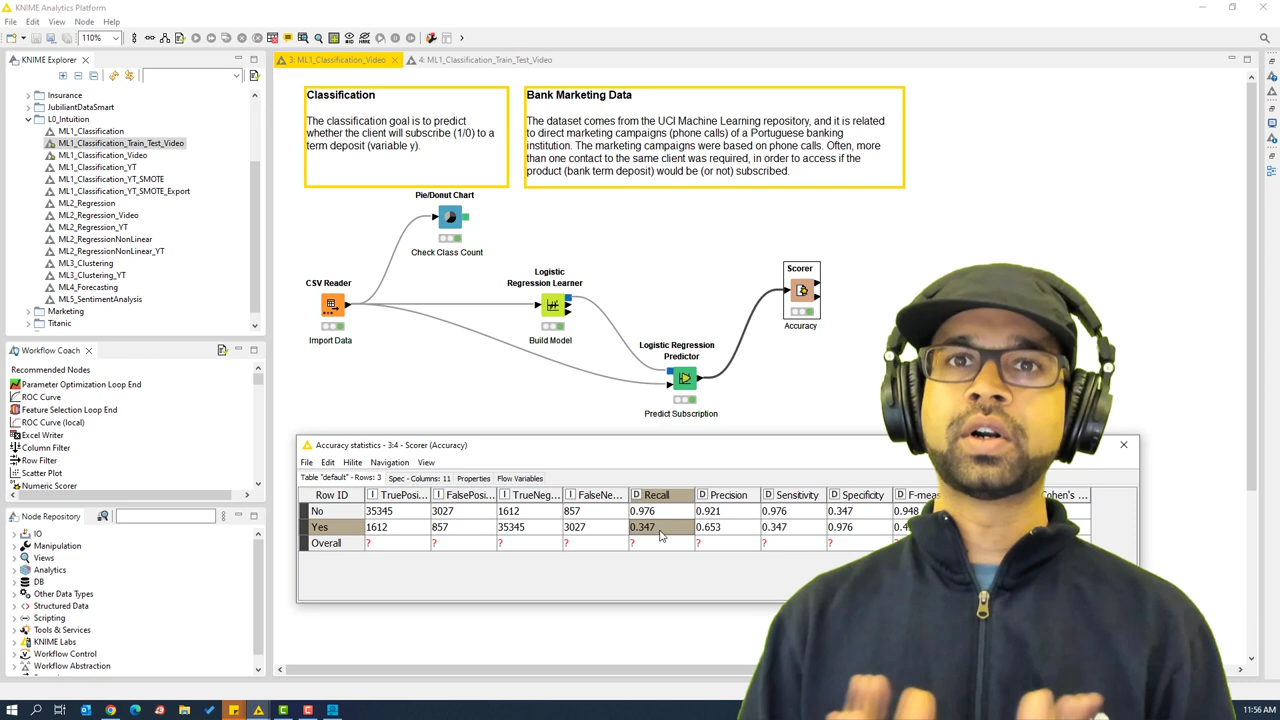 KNIME Analytics Platform
File Edit View Node Help
110%
KNIME Explorer
3: ML1_Classification_Video
4: ML1_Classification_Train_Test_Video
Insurance
JubiliantDataSmart
L0_Intuition
ML1_Classification
ML1_Classification_Train_Test_Video
ML1_Classification_Video
ML1_Classification_YT
ML1_Classification_YT_SMOTE
ML1_Classification_YT_SMOTE_Export
ML2_Regression
ML2_Regression_Video
ML2_Regression_YT
ML2_RegressionNonLinear
ML2_RegressionNonLinear_YT
ML3_Clustering
ML3_Clustering_YT
ML4_Forecasting
ML5_SentimentAnalysis
Marketing
Titanic
Classification
The classification goal is to predict
whether the client will subscribe (1/0) to a
term deposit (variable y).
Bank Marketing Data
The dataset comes from the UCI Machine Learning repository, and it is related
to direct marketing campaigns (phone calls) of a Portuguese banking
institution. The marketing campaigns were based on phone calls. Often, more
than one contact to the same client was required, in order to access if the
product (bank term deposit) would be (or not) subscribed.
Pie/Donut Chart
Check Class Count
CSV Reader
Import Data
Logistic
Regression Learner
Build Model
Logistic Regression
Predictor
Predict Subscription
Scorer
Accuracy
Workflow Coach
Recommended Nodes
Parameter Optimization Loop End
ROC Curve
Feature Selection Loop End
ROC Curve (local)
Excel Writer
Column Filter
Row Filter
Scatter Plot
Numeric Scorer
Node Repository
IO
Manipulation
Views
Analytics
DB
Other Data Types
Structured Data
Scripting
Tools & Services
KNIME Labs
Workflow Control
Workflow Abstraction
Accuracy statistics - 3:4 - Scorer (Accuracy)
File Edit Hilite Navigation View
Table "default" - Rows: 3 Spec - Columns: 11 Properties Flow Variables
Row ID I TruePosi... I FalsePosi... I TrueNeg... I FalseNe... D Recall D Precision D Sensitivity D Specificity D F-meas ohen's ...
No 35345 3027 1612 857 0.976 0.921 0.976 0.347 0.948
Yes 1612 857 35345 3027 0.347 0.653 0.347 0.976
Overall ? ? ? ? ? ? ? ?
11:56 AM